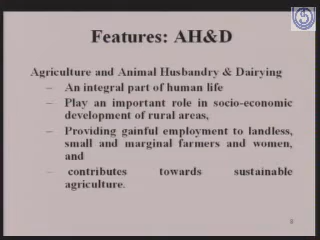 Features: AH&D
Agriculture and Animal Husbandry & Dairying
– An integral part of human life
– Play an important role in socio-economic
development of rural areas,
– Providing gainful employment to landless,
small and marginal farmers and women,
and
– contributes towards sustainable
agriculture.